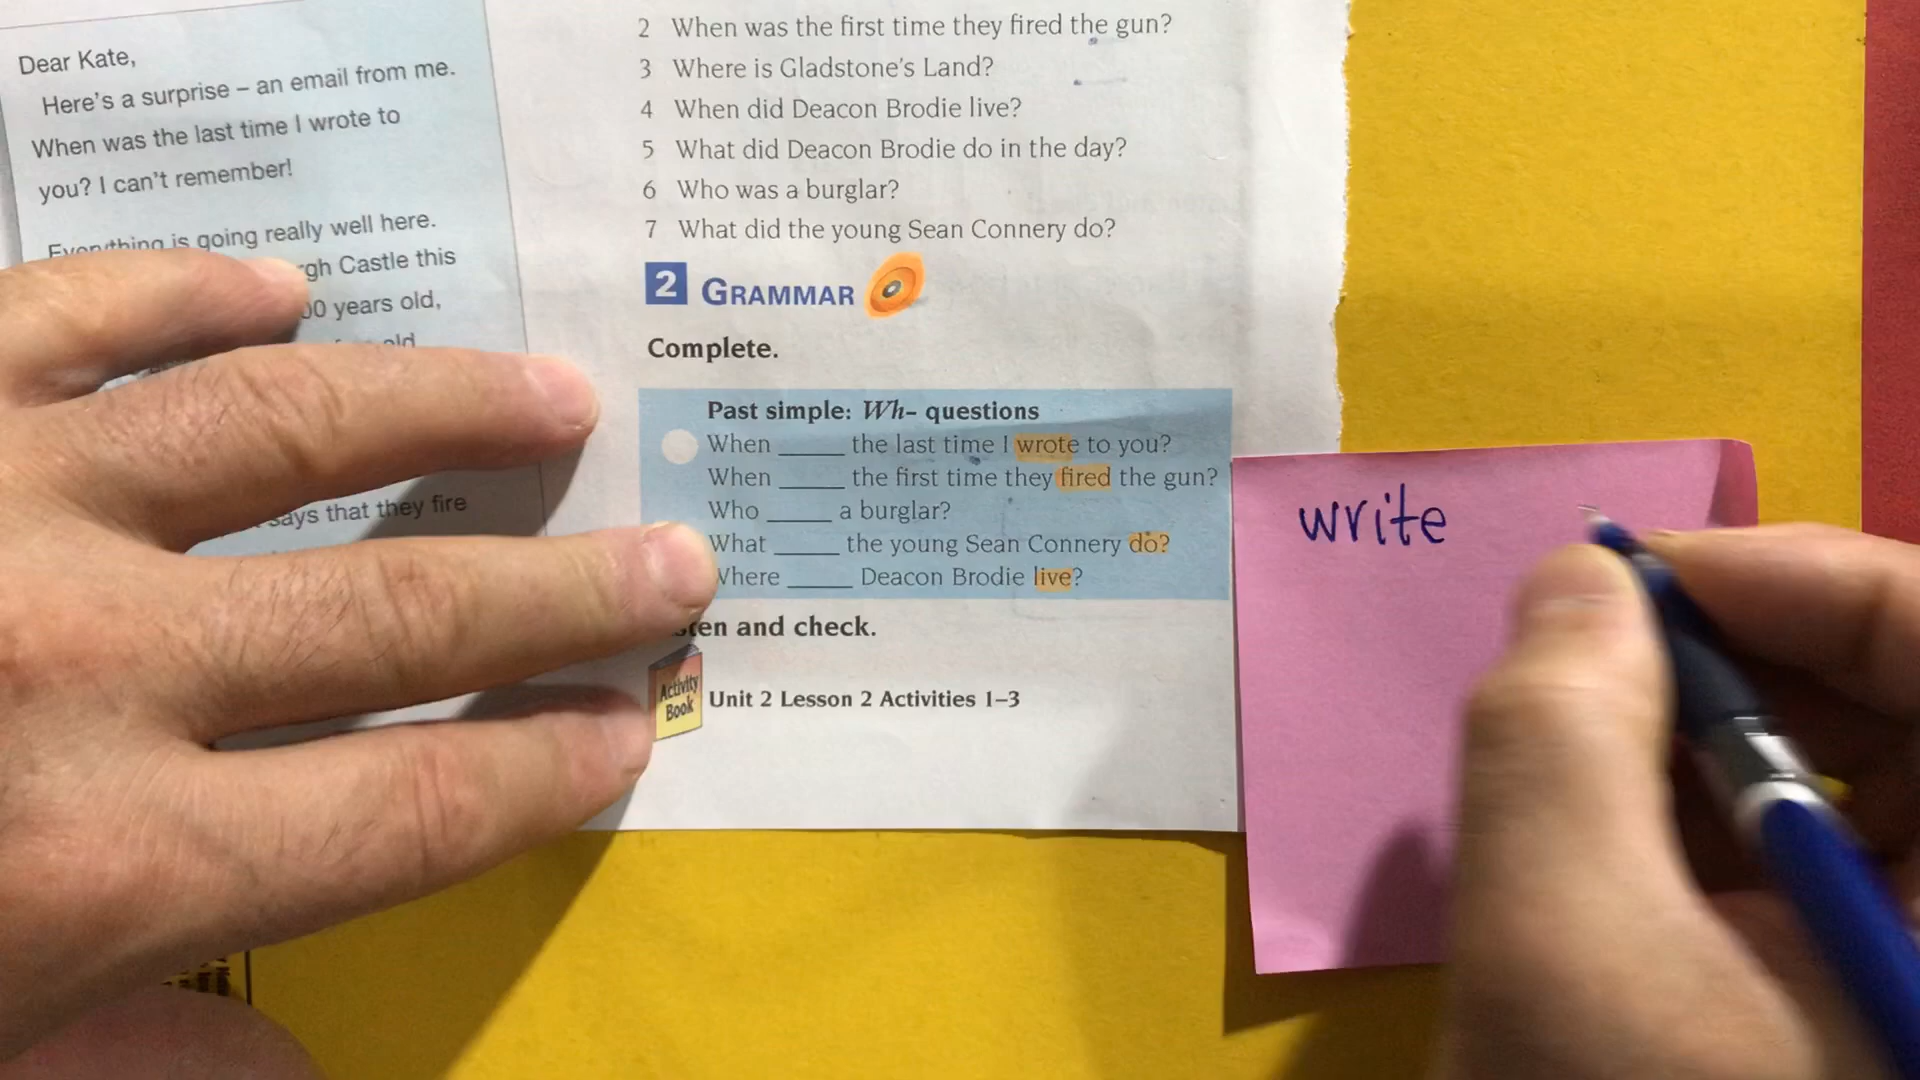 Dear Kate,
Here's a surprise – an email from me.
When was the last time I wrote to
you? I can't remember!
Everything is going really well here.
Castle this
years old,
old
says that they fire
2 When was the first time they fired the gun?
3 Where is Gladstone's Land?
4 When did Deacon Brodie live?
5 What did Deacon Brodie do in the day?
6 Who was a burglar?
7 What did the young Sean Connery do?
2 GRAMMAR
Complete.
Past simple: Wh- questions
When _____ the last time I wrote to you?
When _____ the first time they fired the gun?
Who _____ a burglar?
What _____ the young Sean Connery do?
Where _____ Deacon Brodie live?
and check.
Activity
Book
Unit 2 Lesson 2 Activities 1–3
write